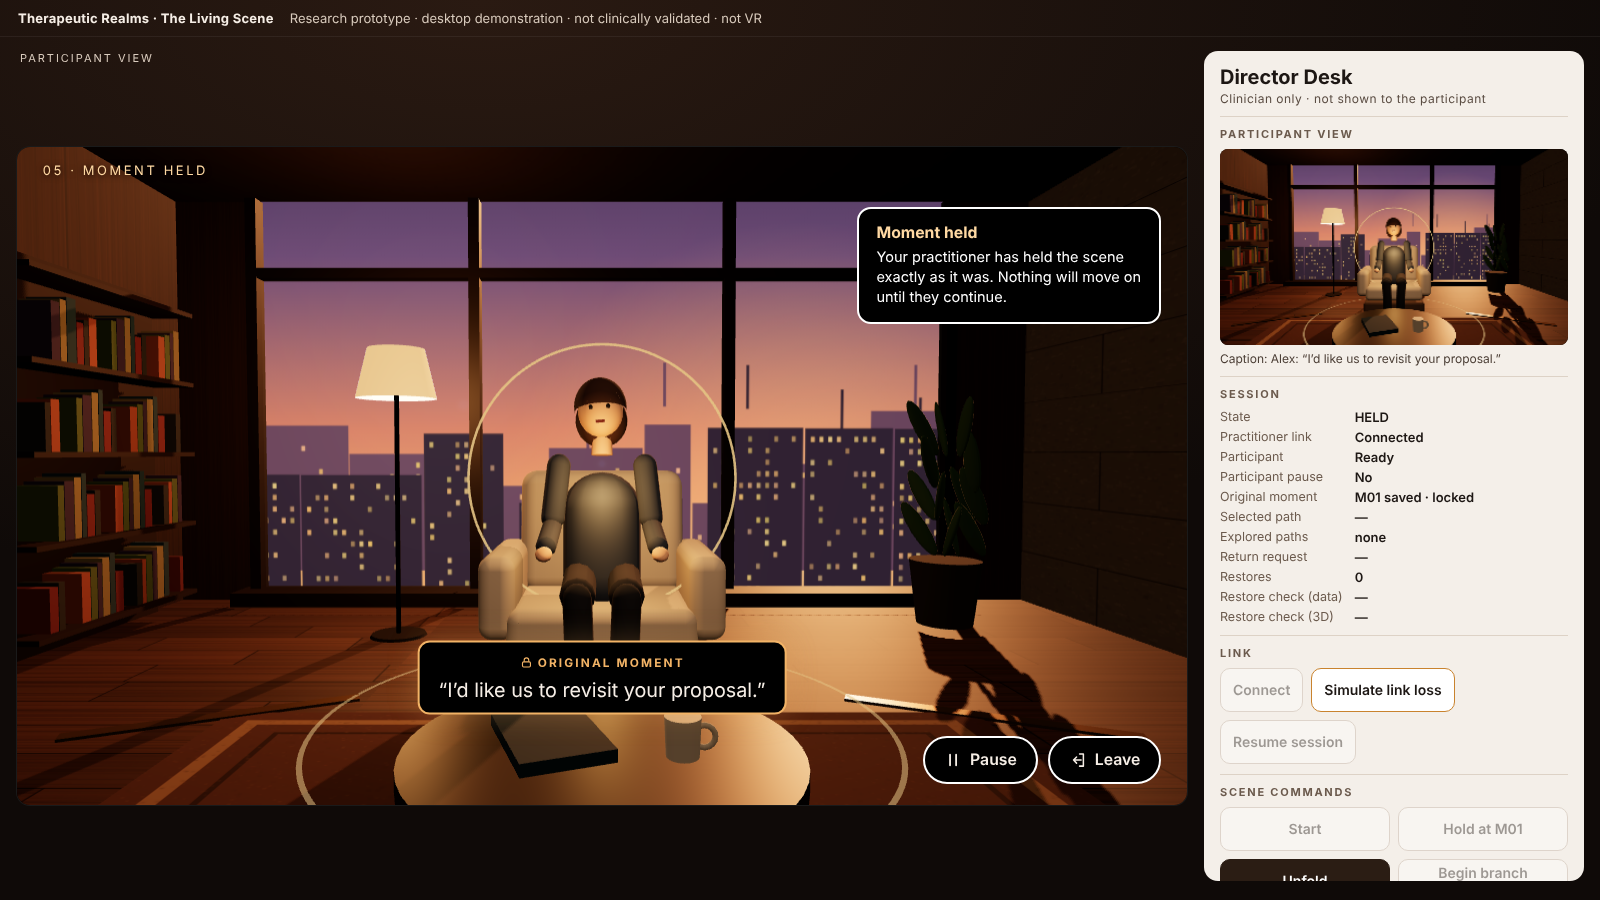 Therapeutic Realms · The Living Scene
Research prototype · desktop demonstration · not clinically validated · not VR
PARTICIPANT VIEW
05 · MOMENT HELD
Moment held
Your practitioner has held the scene
exactly as it was. Nothing will move on
until they continue.
ORIGINAL MOMENT
“I’d like us to revisit your proposal.”
Pause
Leave
Director Desk
Clinician only · not shown to the participant
PARTICIPANT VIEW
Caption: Alex: “I’d like us to revisit your proposal.”
SESSION
State HELD
Practitioner link Connected
Participant Ready
Participant pause No
Original moment M01 saved · locked
Selected path —
Explored paths none
Return request —
Restores 0
Restore check (data) —
Restore check (3D) —
LINK
Connect
Simulate link loss
Resume session
SCENE COMMANDS
Start
Hold at M01
Unfold
Begin branch